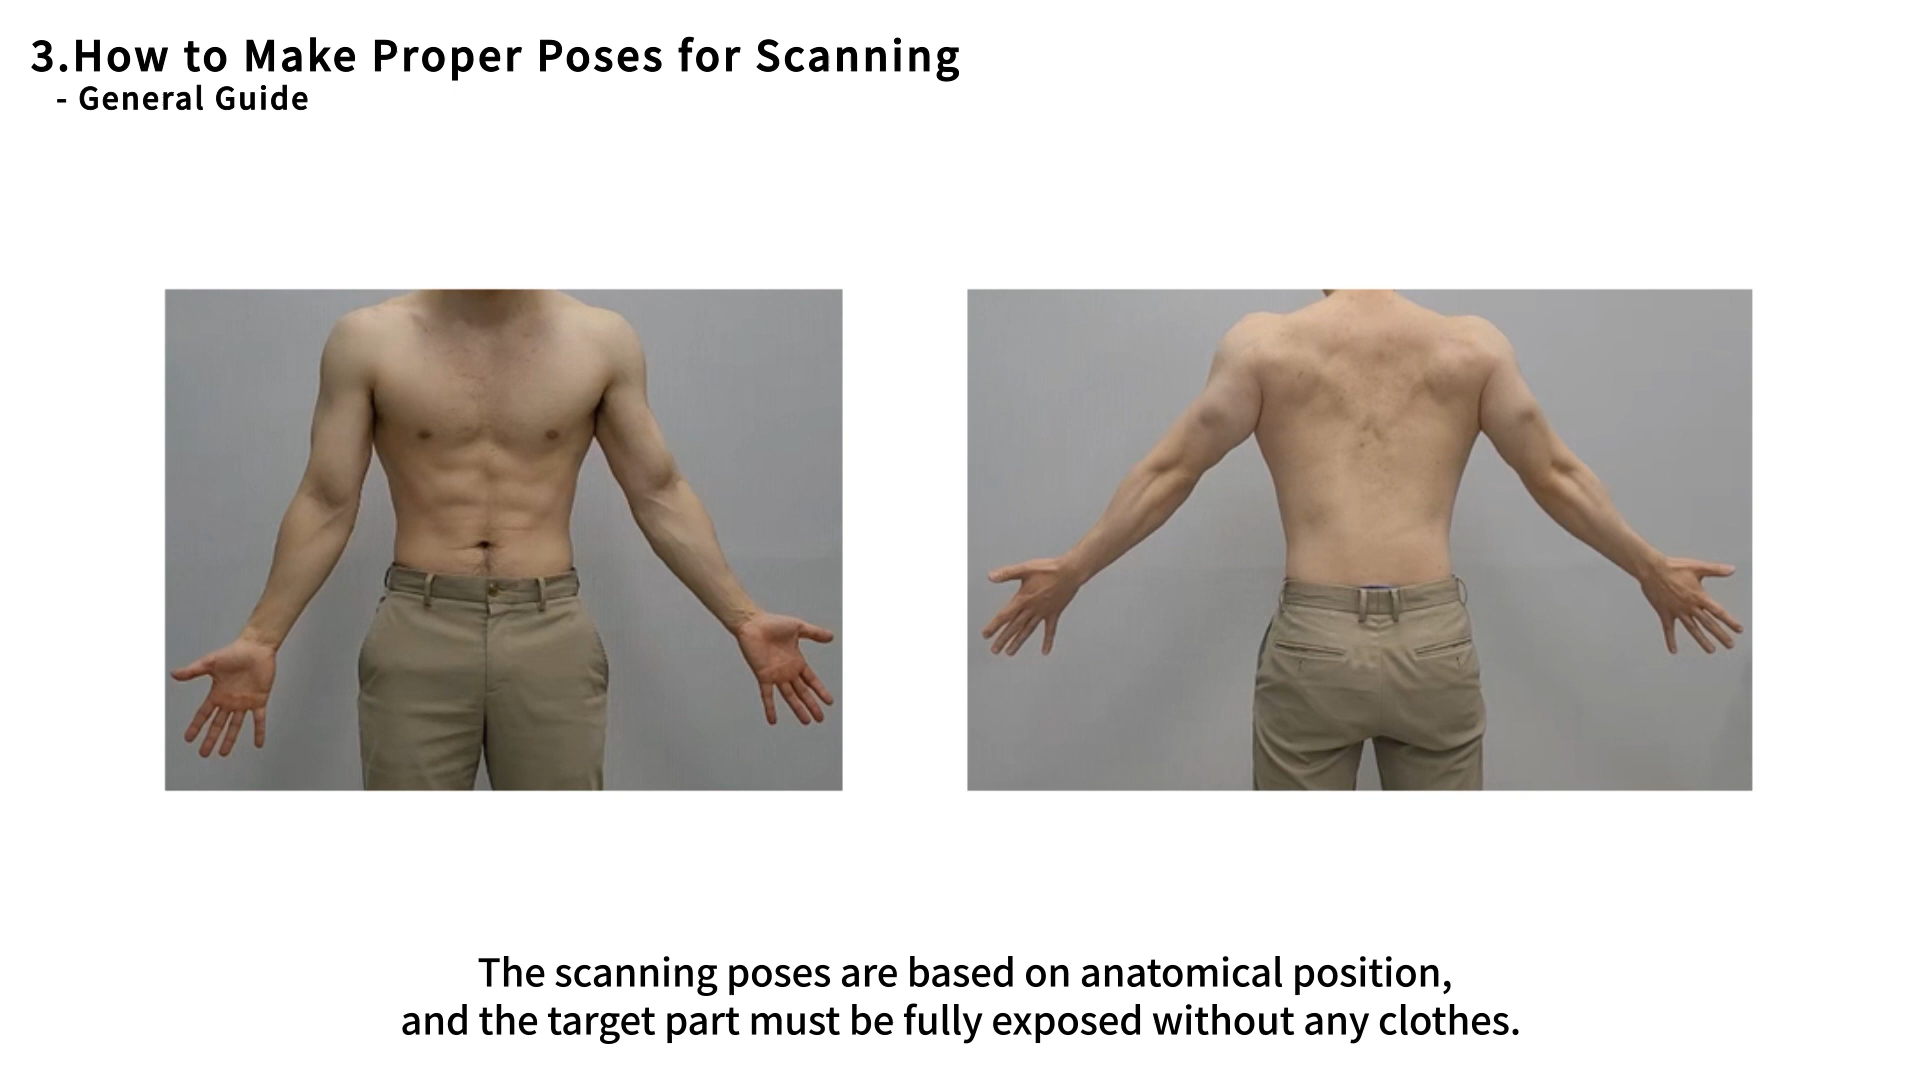 3.How to Make Proper Poses for Scanning
- General Guide
The scanning poses are based on anatomical position,
and the target part must be fully exposed without any clothes.